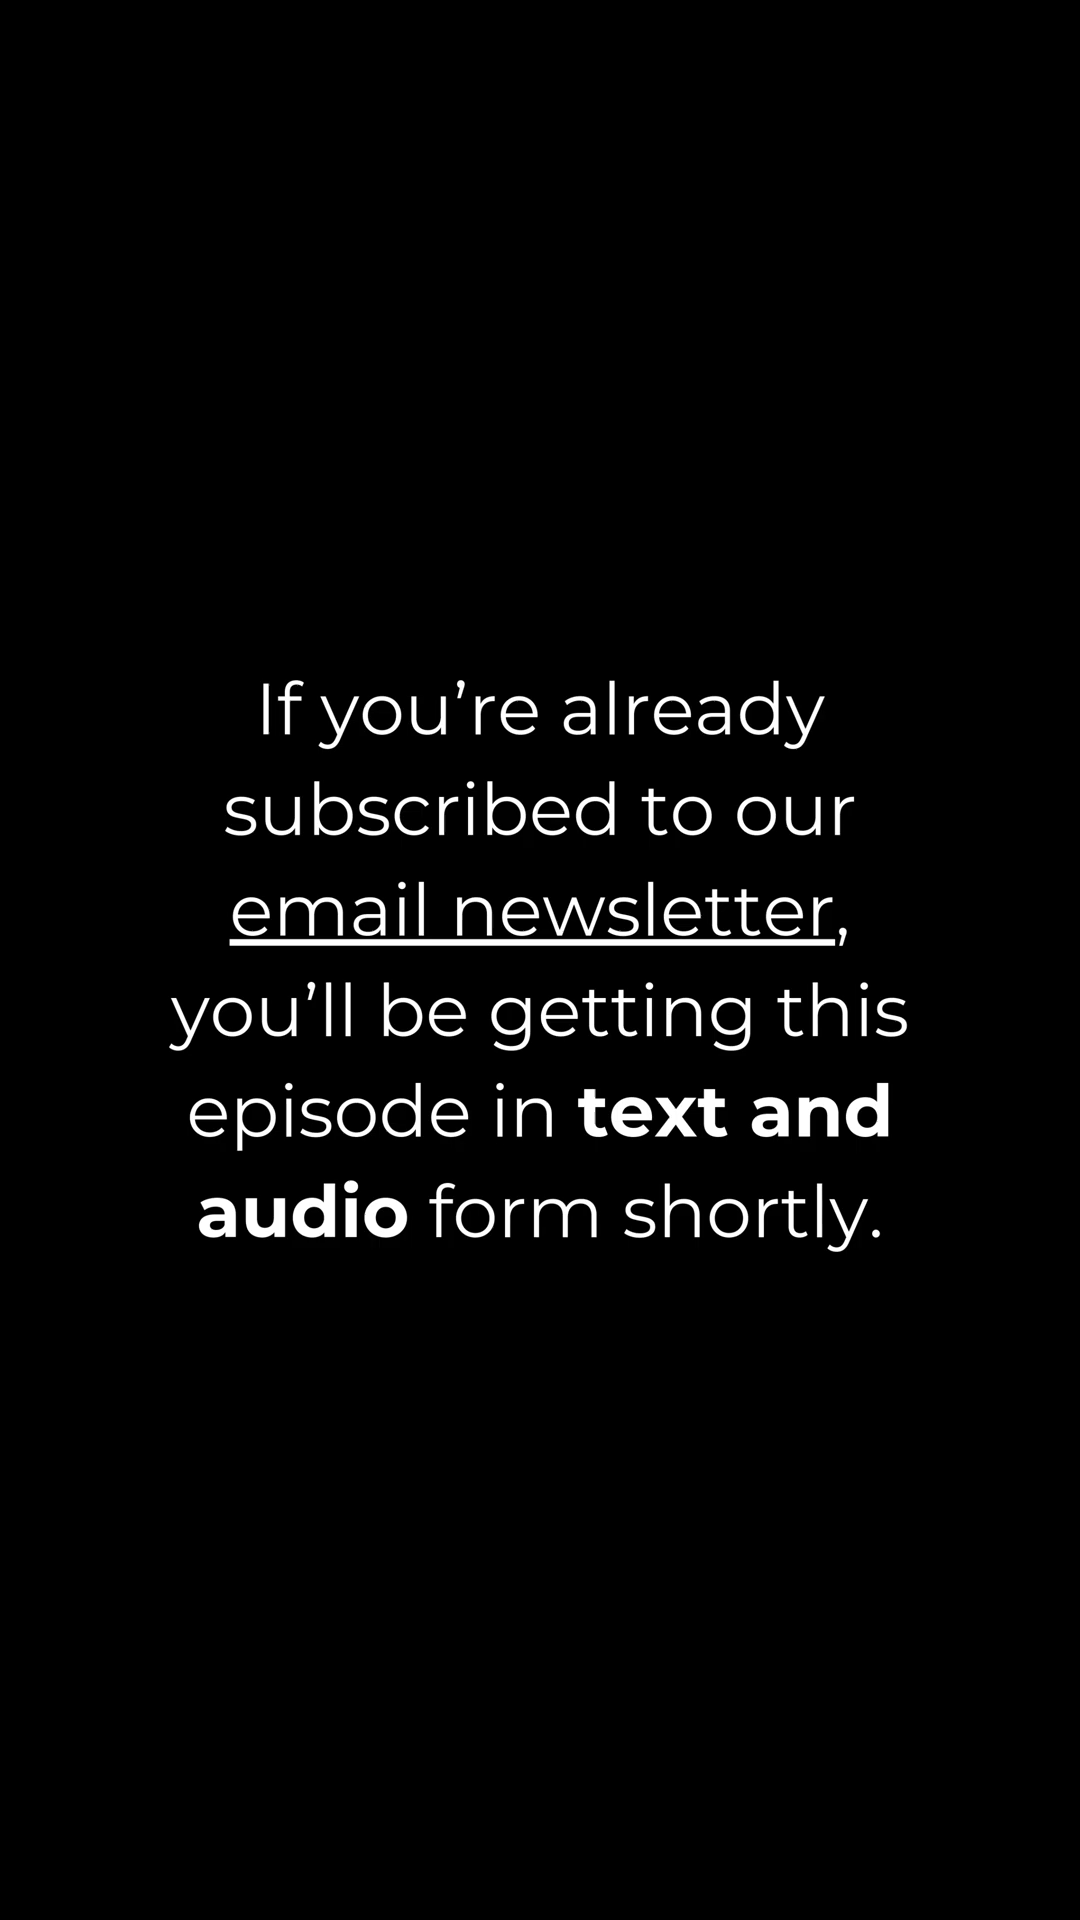 If you’re already
subscribed to our
email newsletter,
you’ll be getting this
episode in text and
audio form shortly.